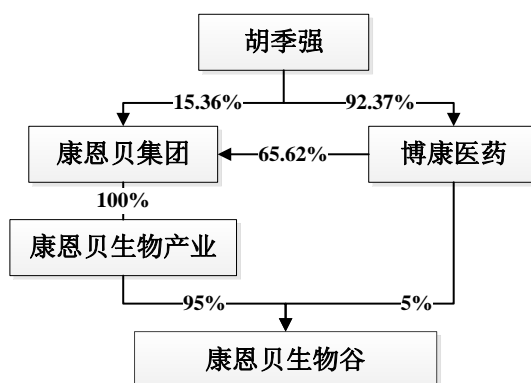 胡季强
15.36%
92.37%
康恩贝集团
65.62%
博康医药
100%
康恩贝生物产业
95%
5%
康恩贝生物谷